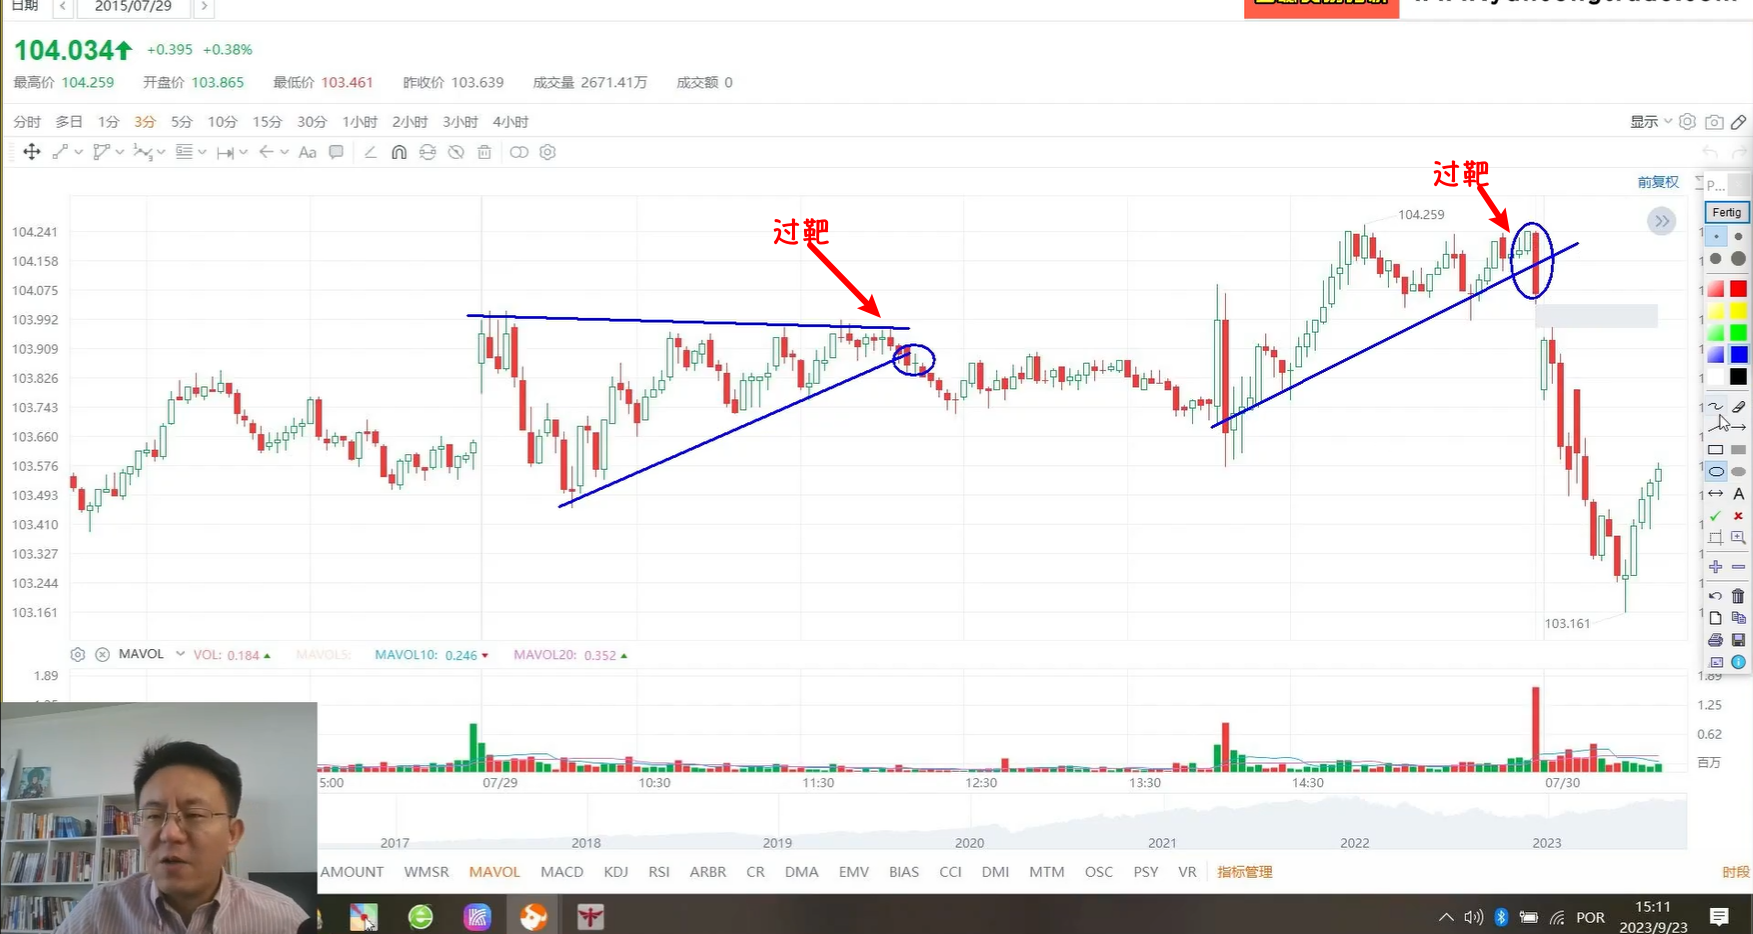 日期 < 2015/07/29 >
104.034 +0.395 +0.38%
最高价 104.259 开盘价 103.865 最低价 103.461 昨收价 103.639 成交量 2671.41万 成交额 0
分时 多日 1分 3分 5分 10分 15分 30分 1小时 2小时 3小时 4小时 显示
Aa
过靶
过靶
前复权
P...
Fertig
104.259
104.241
104.158
104.075
103.992
103.909
103.826
103.743
103.660
103.576
103.493
103.410
103.327
103.244
103.161
103.161
A
MAVOL VOL: 0.184 MAVOL5: MAVOL10: 0.246 MAVOL20: 0.352
1.89 1.89
1.25
0.62
百万
5:00 07/29 10:30 11:30 12:30 13:30 14:30 07/30
2017 2018 2019 2020 2021 2022 2023
AMOUNT WMSR MAVOL MACD KDJ RSI ARBR CR DMA EMV BIAS CCI DMI MTM OSC PSY VR 指标管理 时段
POR 15:11
2023/9/23